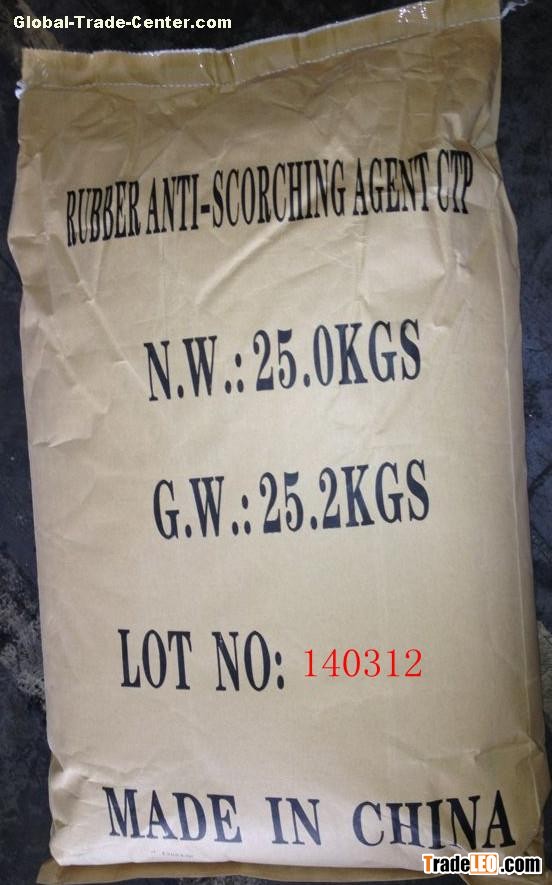 Global-Trade-Center.com
RUBBER ANTI-SCORCHING AGENT CTP
N.W.: 25.0KGS
G.W.: 25.2KGS
LOT NO: 140312
MADE IN CHINA
TradeLEO.com